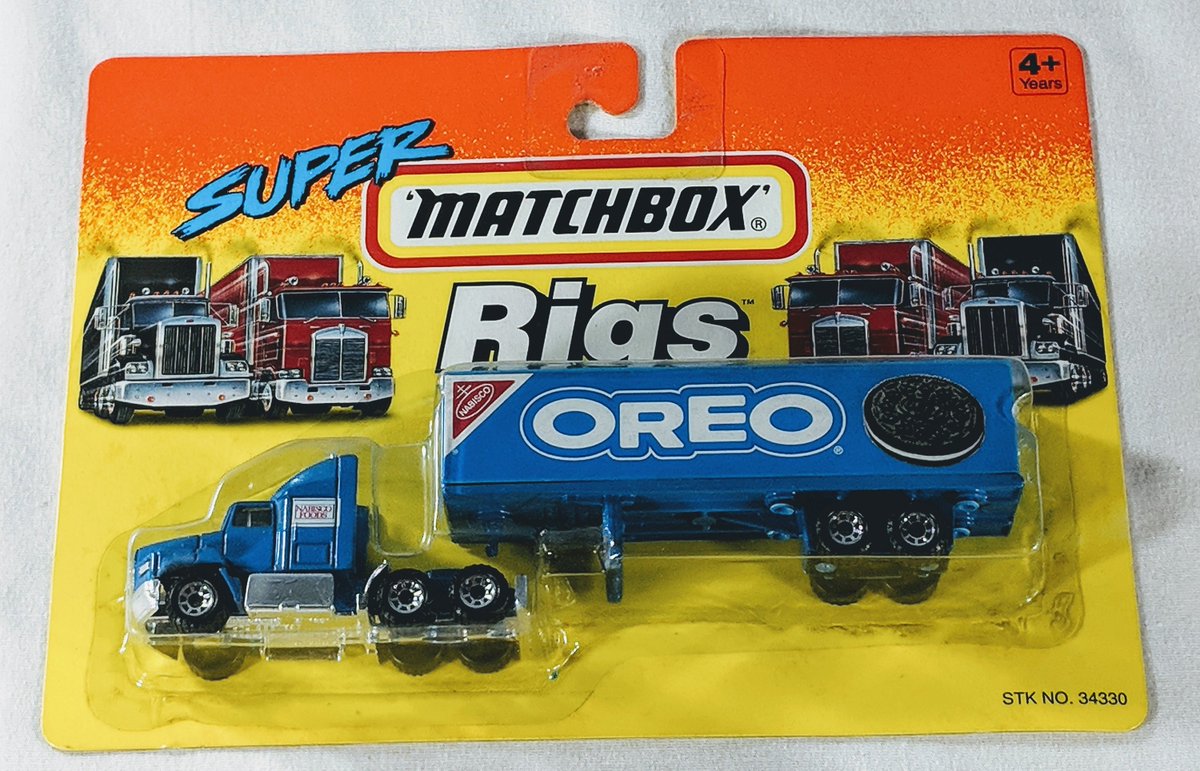 4+
Years
SUPER
'MATCHBOX'®
Rigs™
NABISCO
OREO®
NABISCO
FOODS
STK NO. 34330